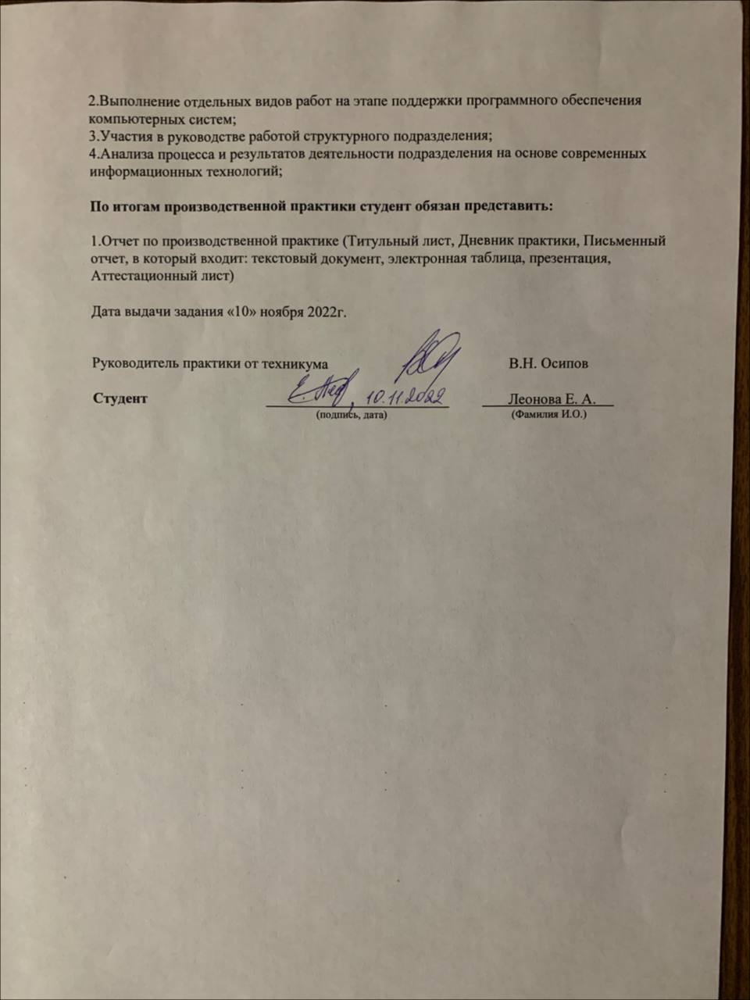 2.Выполнение отдельных видов работ на этапе поддержки программного обеспечения
компьютерных систем;
3.Участия в руководстве работой структурного подразделения;
4.Анализа процесса и результатов деятельности подразделения на основе современных
информационных технологий;
По итогам производственной практики студент обязан представить:
1.Отчет по производственной практике (Титульный лист, Дневник практики, Письменный
отчет, в который входит: текстовый документ, электронная таблица, презентация,
Аттестационный лист)
Дата выдачи задания «10» ноября 2022г.
Руководитель практики от техникума В.Н. Осипов
Студент 10.11.2022 Леонова Е. А.
(подпись, дата) (Фамилия И.О.)